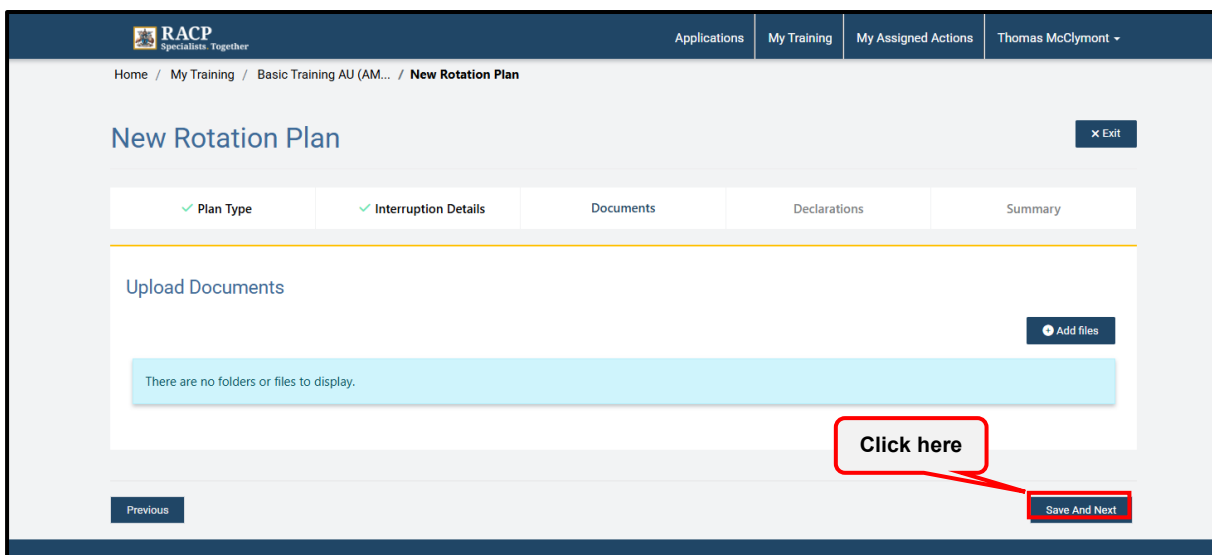 RACP
Specialists. Together
Applications
My Training
My Assigned Actions
Thomas McClymont
Home / My Training / Basic Training AU (AM... / New Rotation Plan
New Rotation Plan
× Exit
Plan Type
Interruption Details
Documents
Declarations
Summary
Upload Documents
Add files
There are no folders or files to display.
Click here
Previous
Save And Next